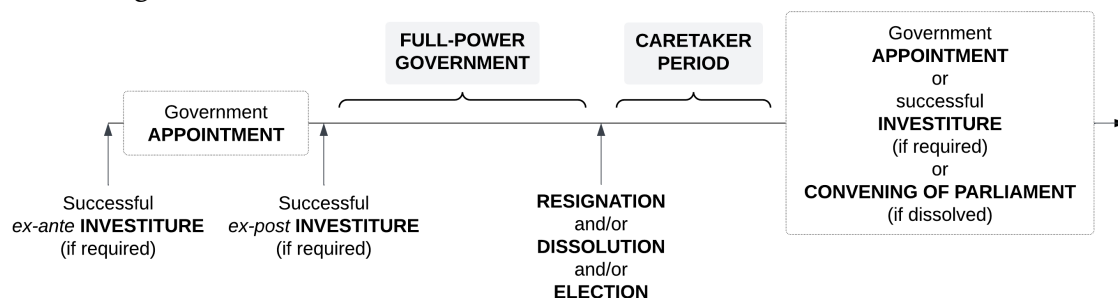 FULL-POWER
GOVERNMENT
CARETAKER
PERIOD
Government
APPOINTMENT
or
successful
INVESTITURE
(if required)
or
CONVENING OF PARLIAMENT
(if dissolved)
Government
APPOINTMENT
Successful
ex-ante INVESTITURE
(if required)
Successful
ex-post INVESTITURE
(if required)
RESIGNATION
and/or
DISSOLUTION
and/or
ELECTION